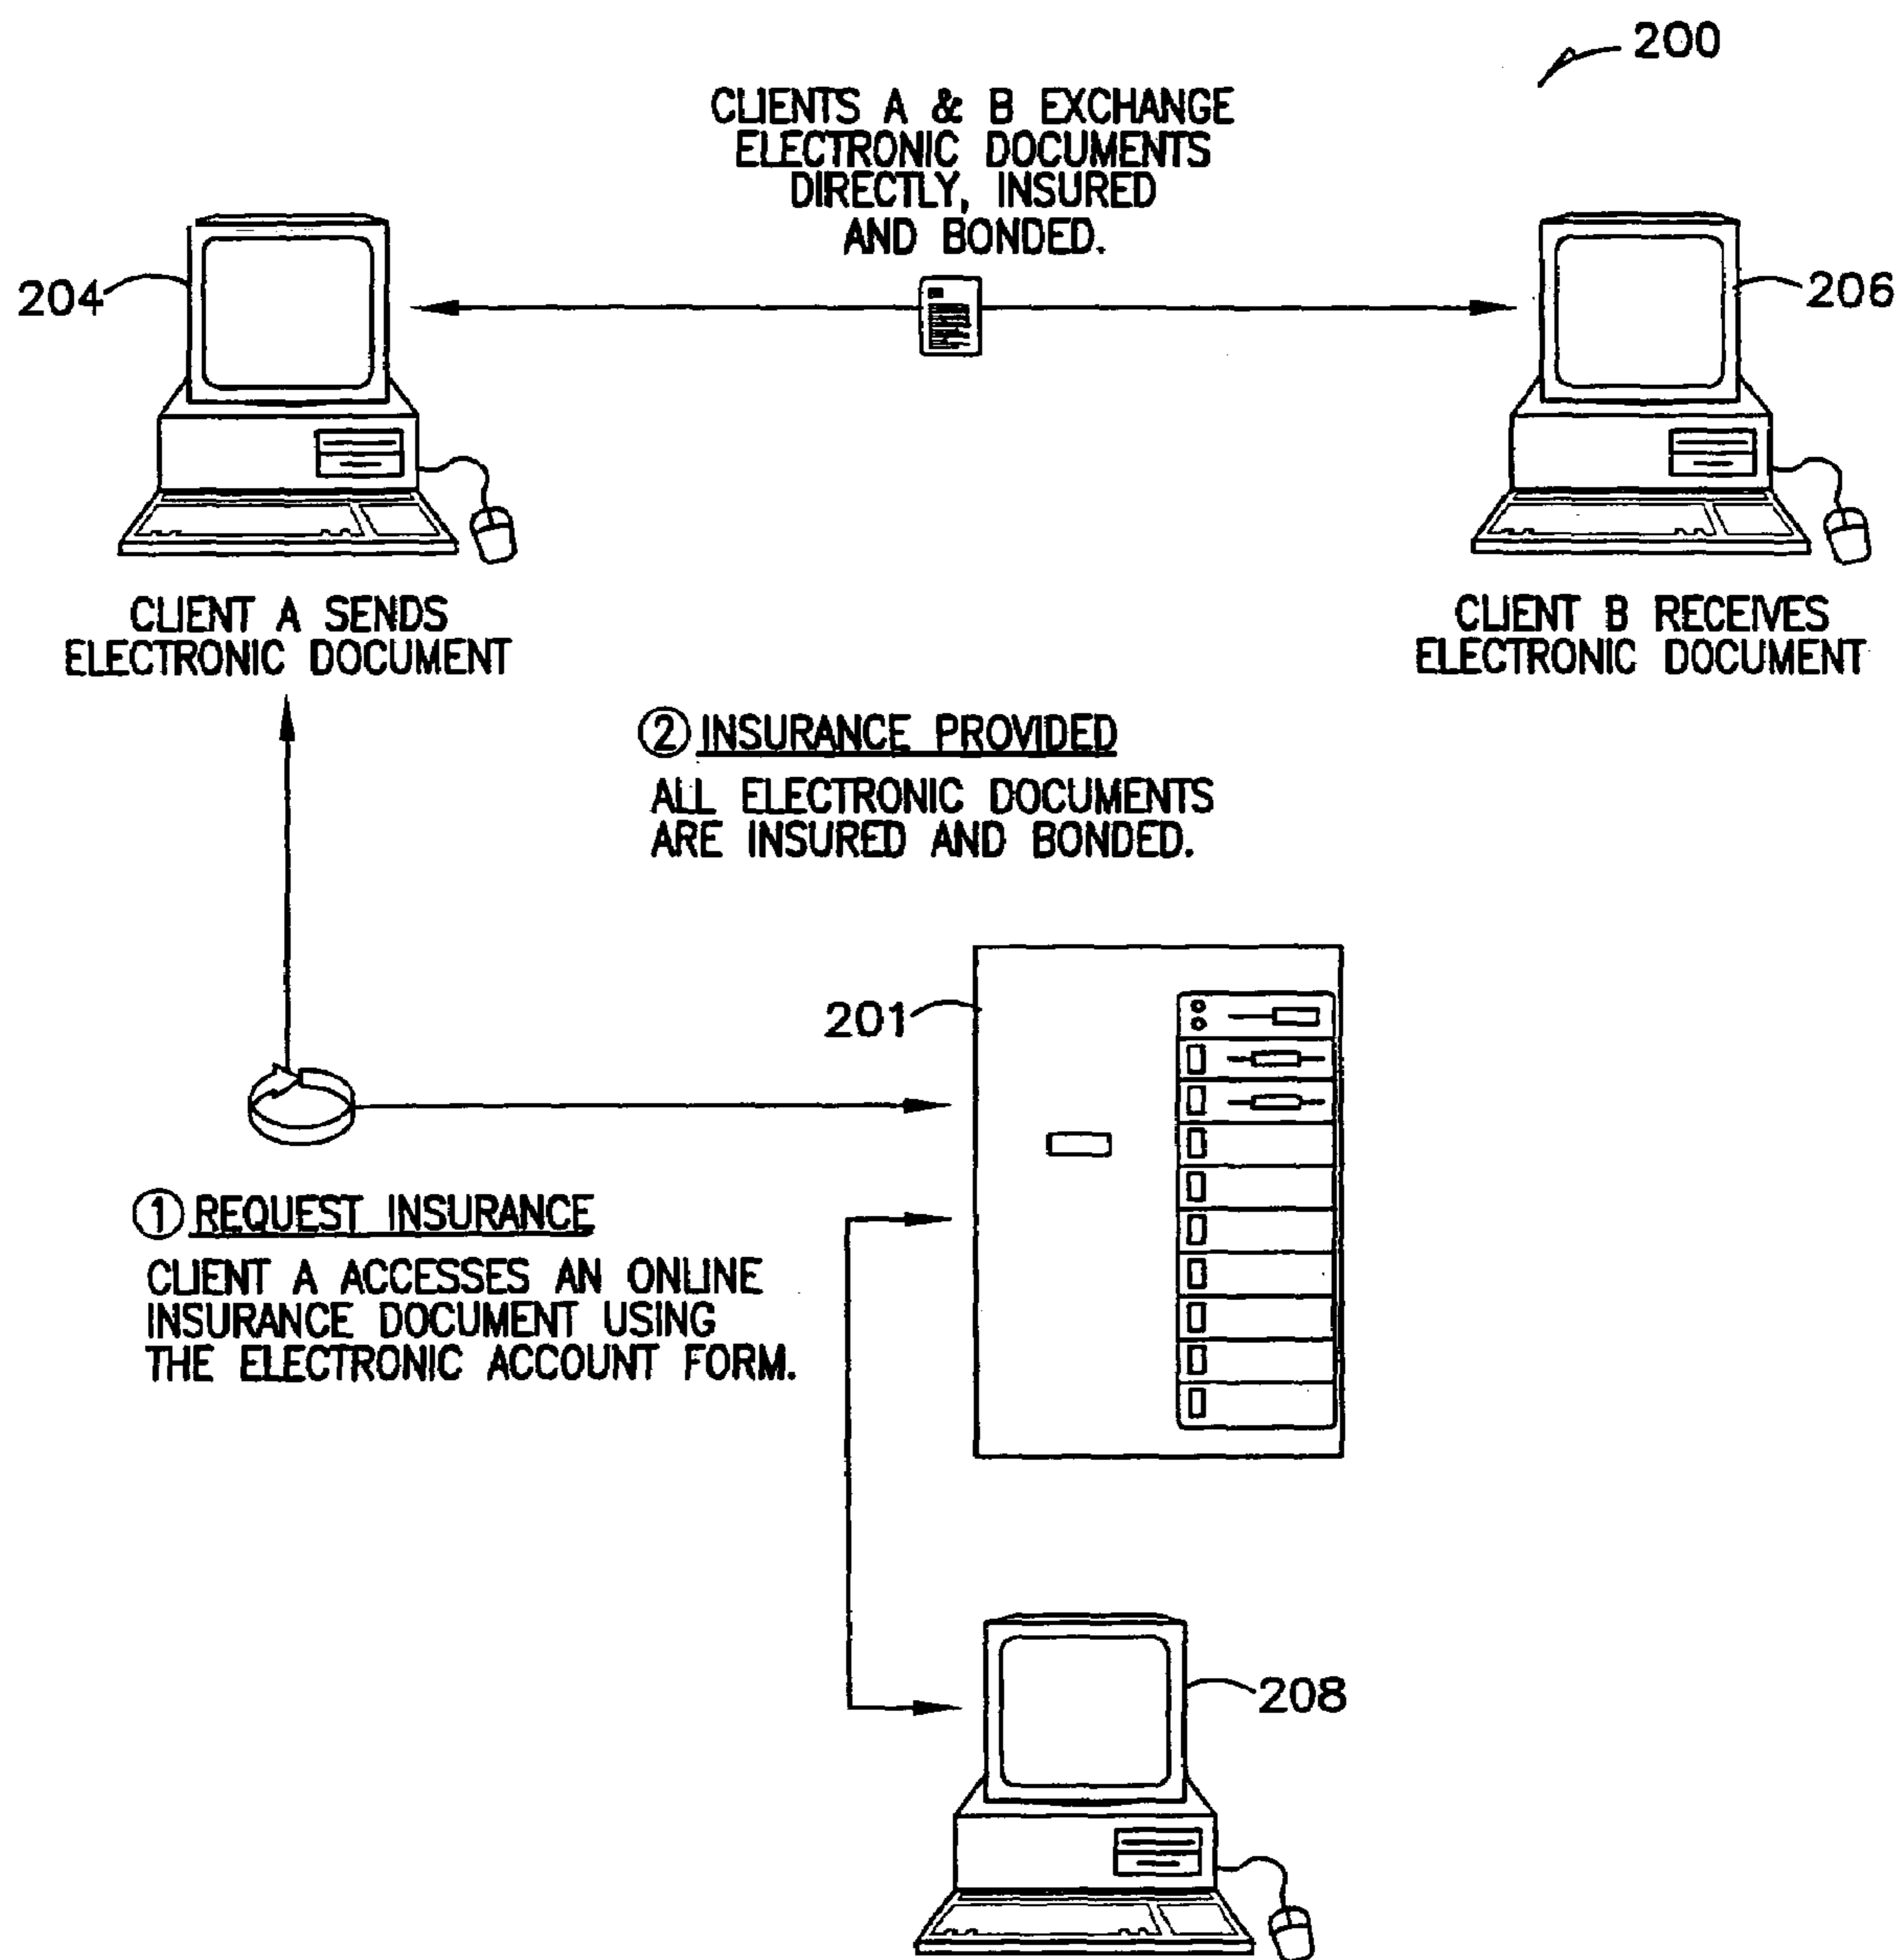 200
CLIENTS A & B EXCHANGE
ELECTRONIC DOCUMENTS
DIRECTLY, INSURED
AND BONDED.
204
206
CLIENT A SENDS
ELECTRONIC DOCUMENT
CLIENT B RECEIVES
ELECTRONIC DOCUMENT
② INSURANCE PROVIDED
ALL ELECTRONIC DOCUMENTS
ARE INSURED AND BONDED.
201
① REQUEST INSURANCE
CLIENT A ACCESSES AN ONLINE
INSURANCE DOCUMENT USING
THE ELECTRONIC ACCOUNT FORM.
208